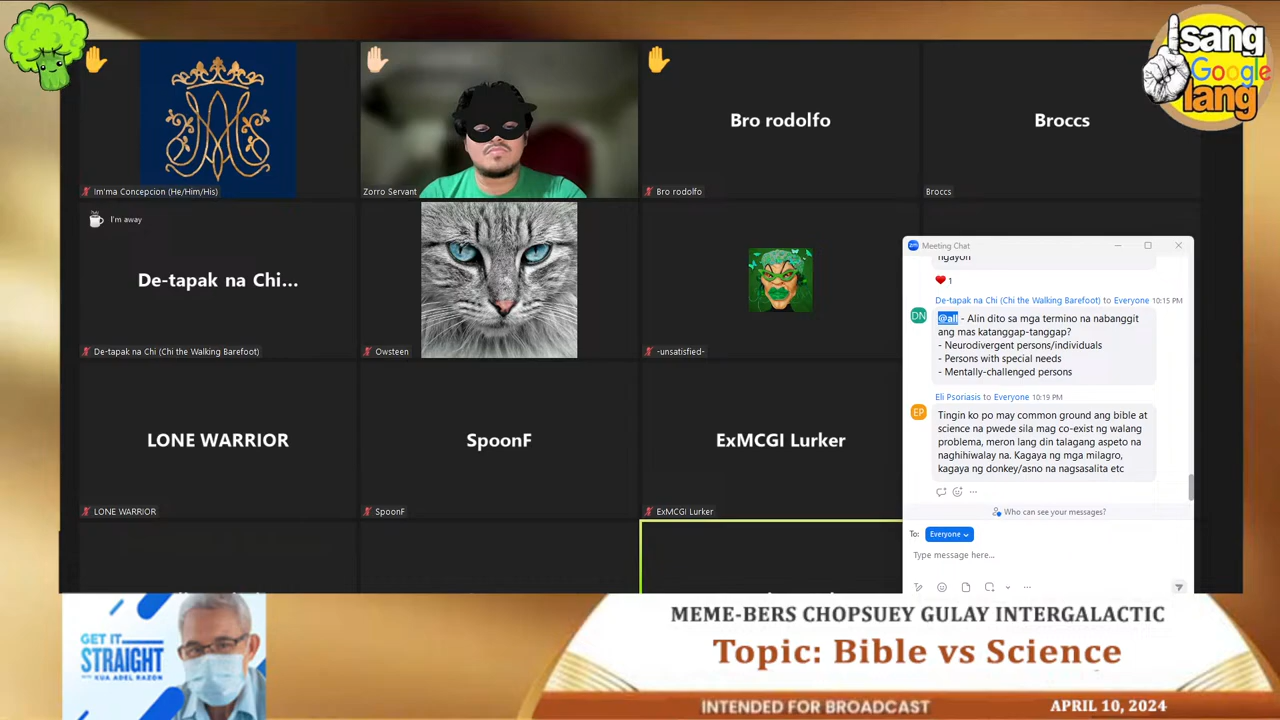 Isang
Google
lang
Bro rodolfo
Broccs
Im'ma Concepcion (He/Him/His)
Zorro Servant
Bro rodolfo
Broccs
I'm away
De-tapak na Chi...
De-tapak na Chi (Chi the Walking Barefoot)
Owsteen
-unsatisfied-
LONE WARRIOR
SpoonF
ExMCGI Lurker
LONE WARRIOR
SpoonF
ExMCGI Lurker
Meeting Chat
ngayon
1
De-tapak na Chi (Chi the Walking Barefoot) to Everyone 10:15 PM
DN
@all - Alin dito sa mga termino na nabanggit
ang mas katanggap-tanggap?
- Neurodivergent persons/individuals
- Persons with special needs
- Mentally-challenged persons
Eli Psoriasis to Everyone 10:19 PM
EP
Tingin ko po may common ground ang bible at
science na pwede sila mag co-exist ng walang
problema, meron lang din talagang aspeto na
naghihiwalay na. Kagaya ng mga milagro,
kagaya ng donkey/asno na nagsasalita etc
Who can see your messages?
To: Everyone
Type message here...
GET IT
STRAIGHT
WITH KUA ADEL RAZON
MEME-BERS CHOPSUEY GULAY INTERGALACTIC
Topic: Bible vs Science
INTENDED FOR BROADCAST
APRIL 10, 2024